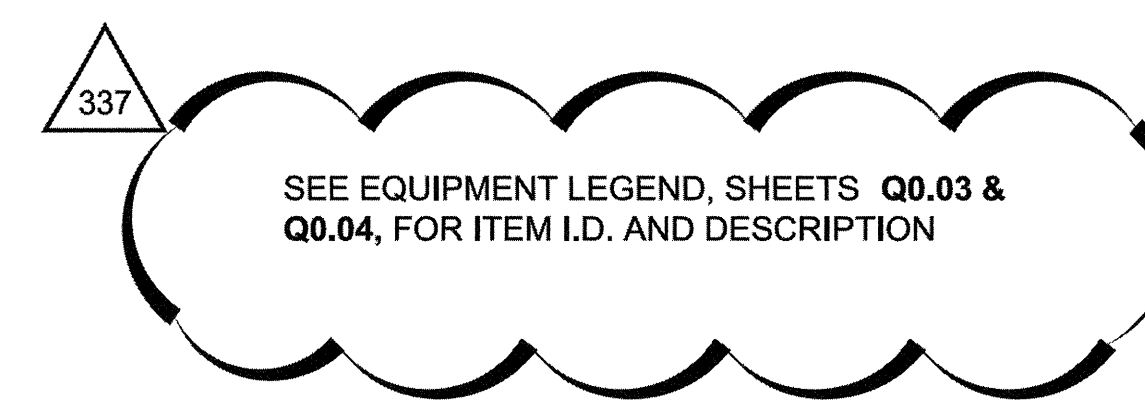 337
SEE EQUIPMENT LEGEND, SHEETS Q0.03 &
Q0.04, FOR ITEM I.D. AND DESCRIPTION